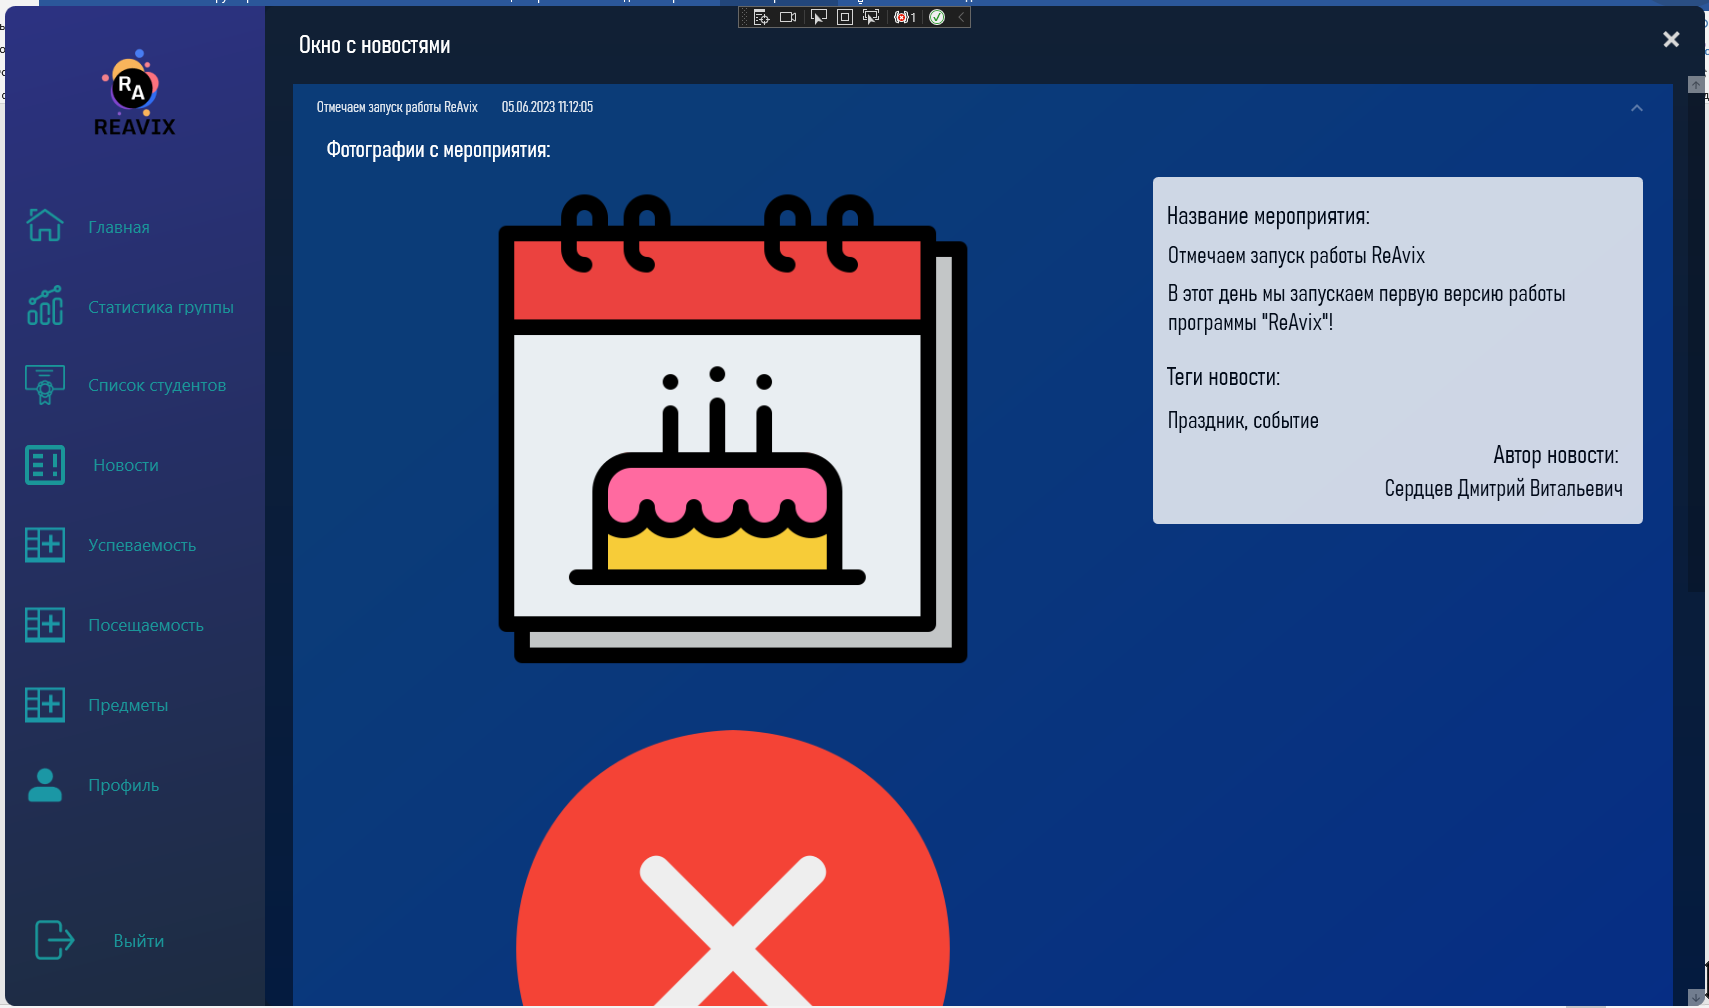 Окно с новостями
RA
REAVIX
Главная
Статистика группы
Список студентов
Новости
Успеваемость
Посещаемость
Предметы
Профиль
Выйти
1
Отмечаем запуск работы ReAvix 05.06.2023 11:12:05
Фотографии с мероприятия:
Название мероприятия:
Отмечаем запуск работы ReAvix
В этот день мы запускаем первую версию работы
программы "ReAvix"!
Теги новости:
Праздник, событие
Автор новости:
Сердцев Дмитрий Витальевич